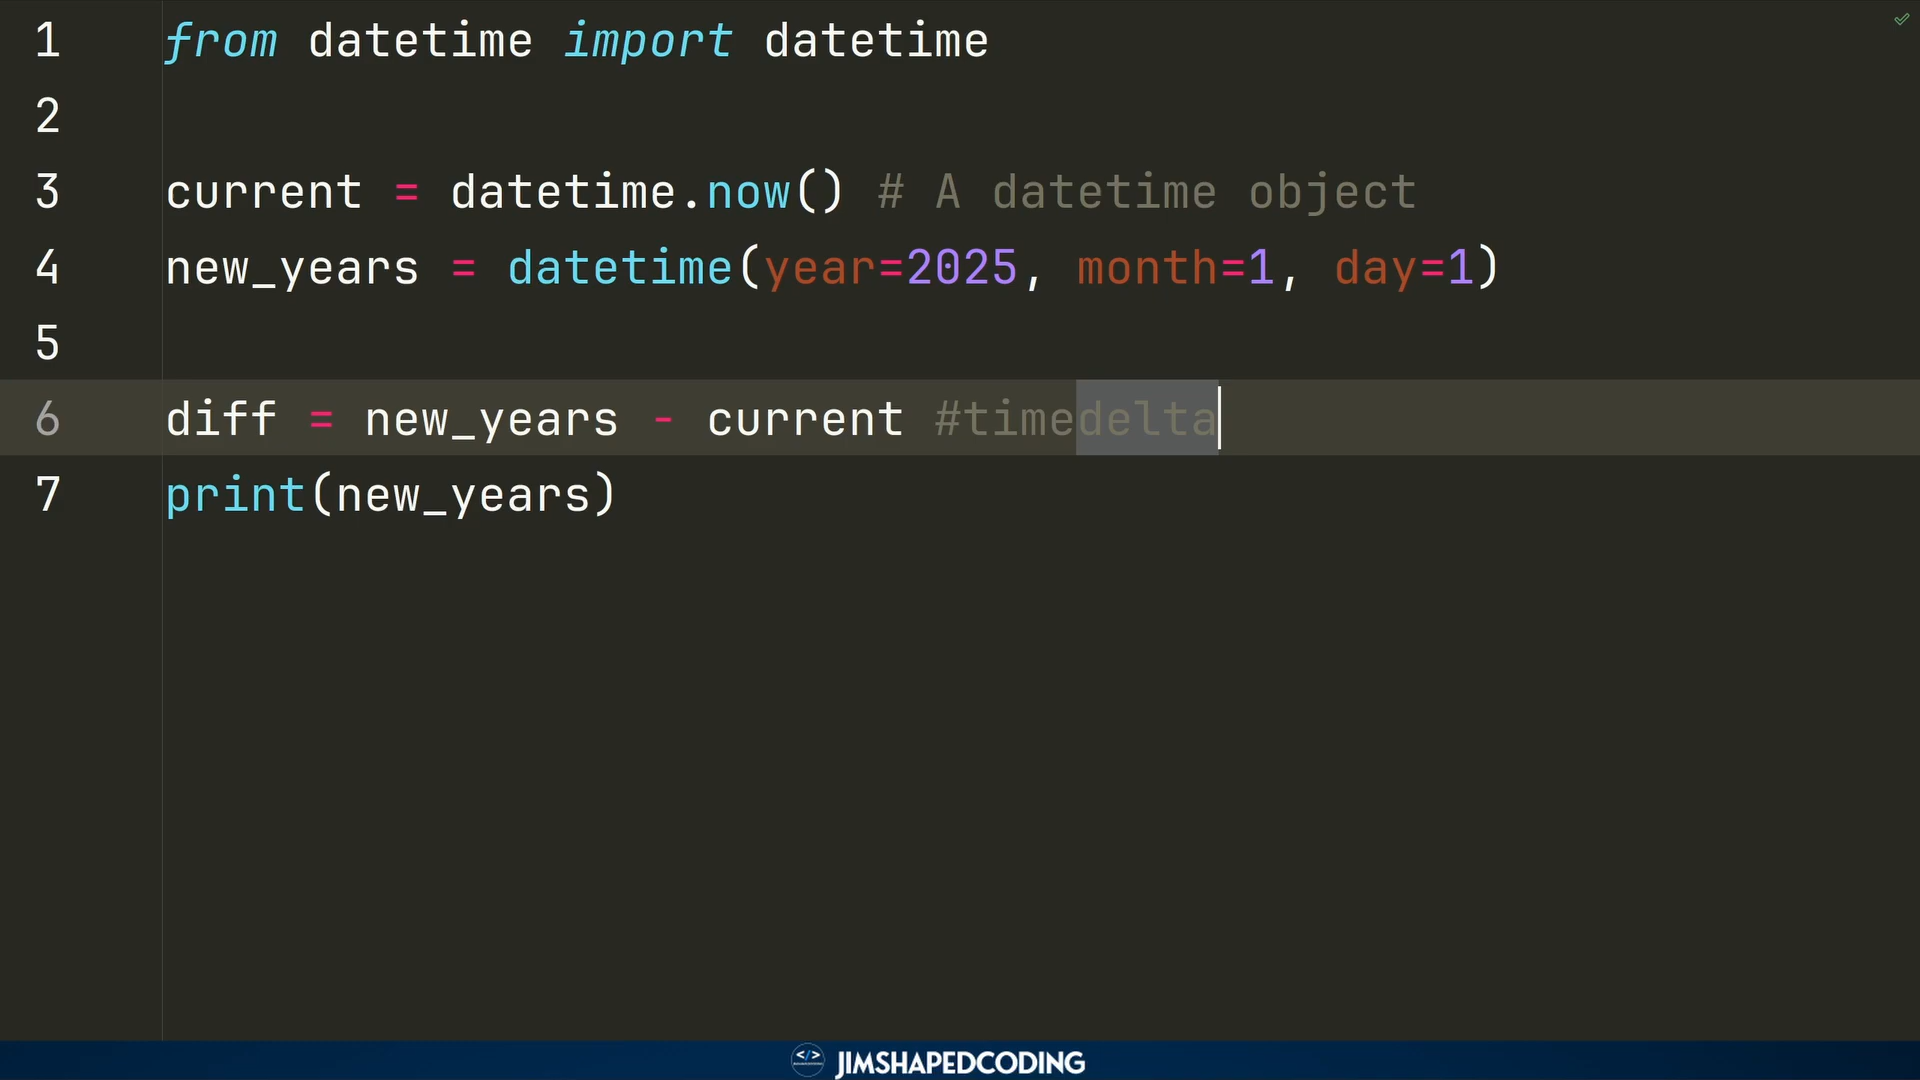 1 from datetime import datetime
2
3 current = datetime.now() # A datetime object
4 new_years = datetime(year=2025, month=1, day=1)
5
6 diff = new_years - current #timedelta
7 print(new_years)
</> JIMSHAPEDCODING